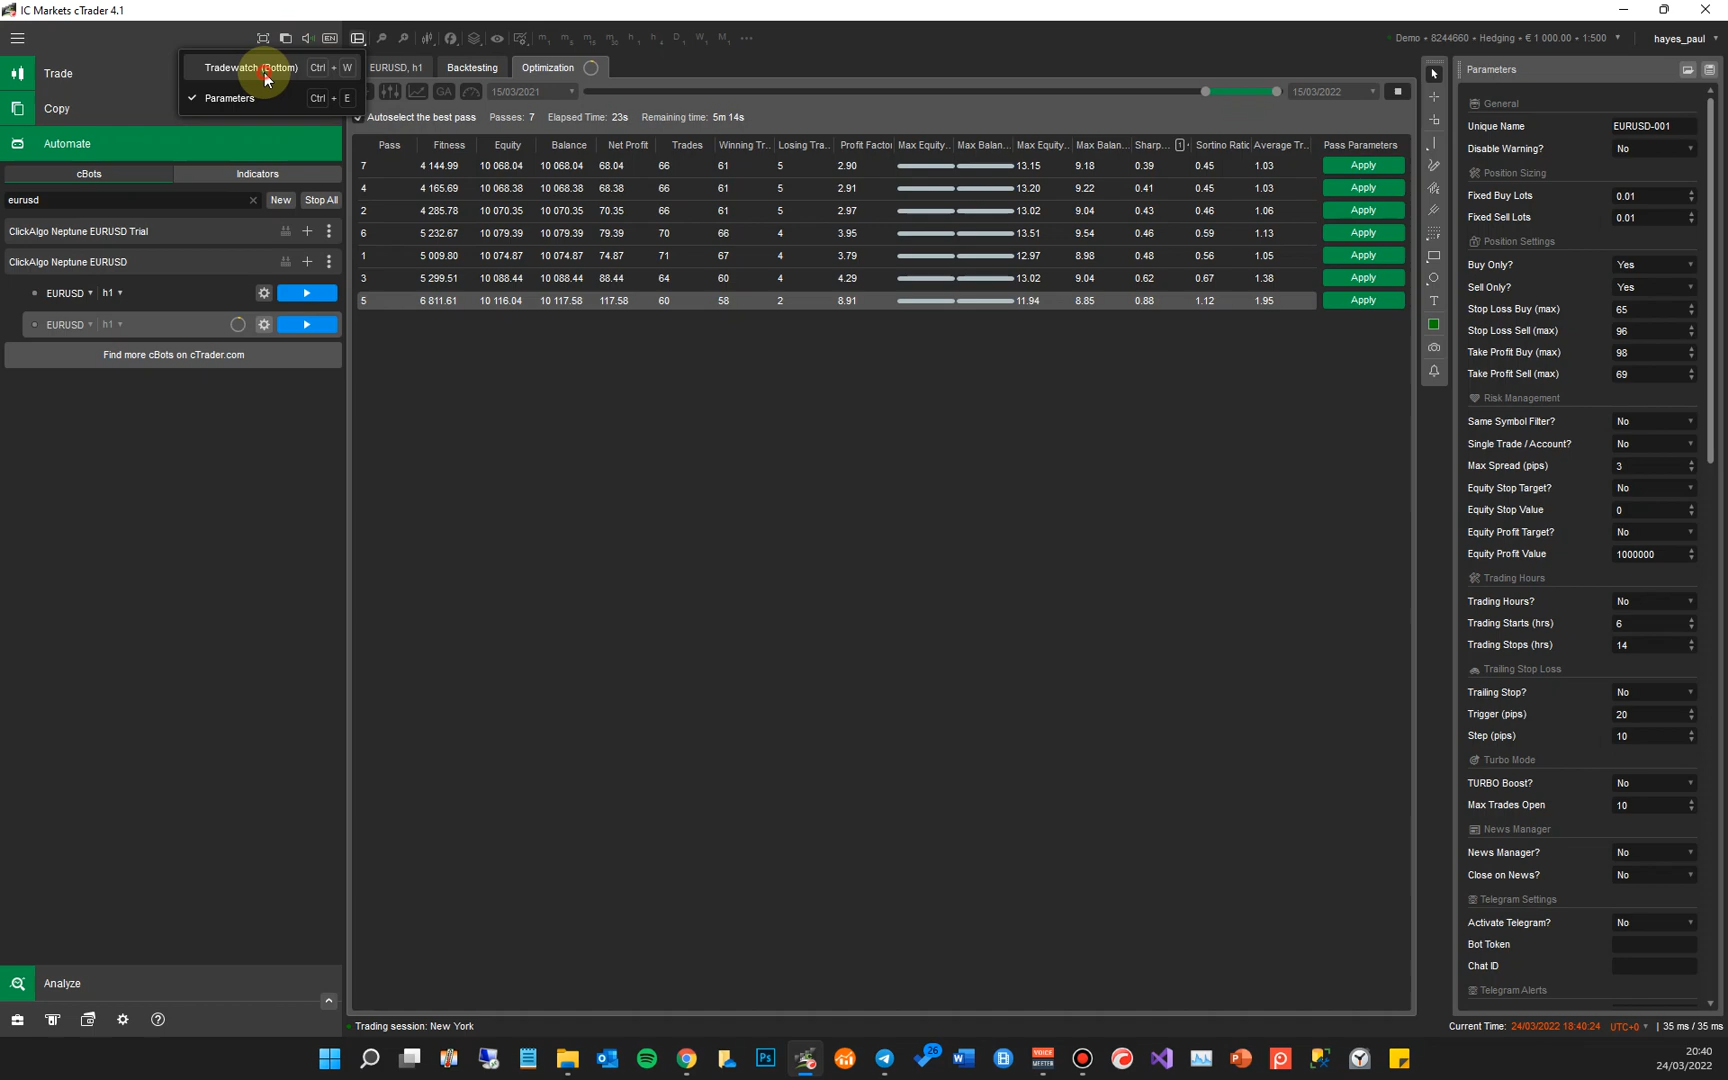 IC Markets cTrader 4.1
EN
Demo • 8244660 • Hedging • € 1 000.00 • 1:500
hayes_paul
Trade
Copy
Automate
Tradewatch (Bottom) Ctrl + W
Parameters Ctrl + E
EURUSD, h1
Backtesting
Optimization
GA
15/03/2021
15/03/2022
Autoselect the best pass Passes: 7 Elapsed Time: 23s Remaining time: 5m 14s
cBots
Indicators
eurusd
New
Stop All
ClickAlgo Neptune EURUSD Trial
ClickAlgo Neptune EURUSD
EURUSD h1
EURUSD h1
Find more cBots on cTrader.com
Pass Fitness Equity Balance Net Profit Trades Winning Tr... Losing Tra... Profit Factor Max Equity... Max Balan... Max Equity... Max Balan... Sharp... 1 Sortino Ratio Average Tr... Pass Parameters
7 4 144.99 10 068.04 10 068.04 68.04 66 61 5 2.90 13.15 9.18 0.39 0.45 1.03 Apply
4 4 165.69 10 068.38 10 068.38 68.38 66 61 5 2.91 13.20 9.22 0.41 0.45 1.03 Apply
2 4 285.78 10 070.35 10 070.35 70.35 66 61 5 2.97 13.02 9.04 0.43 0.46 1.06 Apply
6 5 232.67 10 079.39 10 079.39 79.39 70 66 4 3.95 13.51 9.54 0.46 0.59 1.13 Apply
1 5 009.80 10 074.87 10 074.87 74.87 71 67 4 3.79 12.97 8.98 0.48 0.56 1.05 Apply
3 5 299.51 10 088.44 10 088.44 88.44 64 60 4 4.29 13.02 9.04 0.62 0.67 1.38 Apply
5 6 811.61 10 116.04 10 117.58 117.58 60 58 2 8.91 11.94 8.85 0.88 1.12 1.95 Apply
Parameters
General
Unique Name EURUSD-001
Disable Warning? No
Position Sizing
Fixed Buy Lots 0.01
Fixed Sell Lots 0.01
Position Settings
Buy Only? Yes
Sell Only? Yes
Stop Loss Buy (max) 65
Stop Loss Sell (max) 96
Take Profit Buy (max) 98
Take Profit Sell (max) 69
Risk Management
Same Symbol Filter? No
Single Trade / Account? No
Max Spread (pips) 3
Equity Stop Target? No
Equity Stop Value 0
Equity Profit Target? No
Equity Profit Value 1000000
Trading Hours
Trading Hours? No
Trading Starts (hrs) 6
Trading Stops (hrs) 14
Trailing Stop Loss
Trailing Stop? No
Trigger (pips) 20
Step (pips) 10
Turbo Mode
TURBO Boost? No
Max Trades Open 10
News Manager
News Manager? No
Close on News? No
Telegram Settings
Activate Telegram? No
Bot Token
Chat ID
Telegram Alerts
Analyze
Trading session: New York
Current Time: 24/03/2022 18:40:24 UTC+0 | 35 ms / 35 ms
26
20:40
24/03/2022